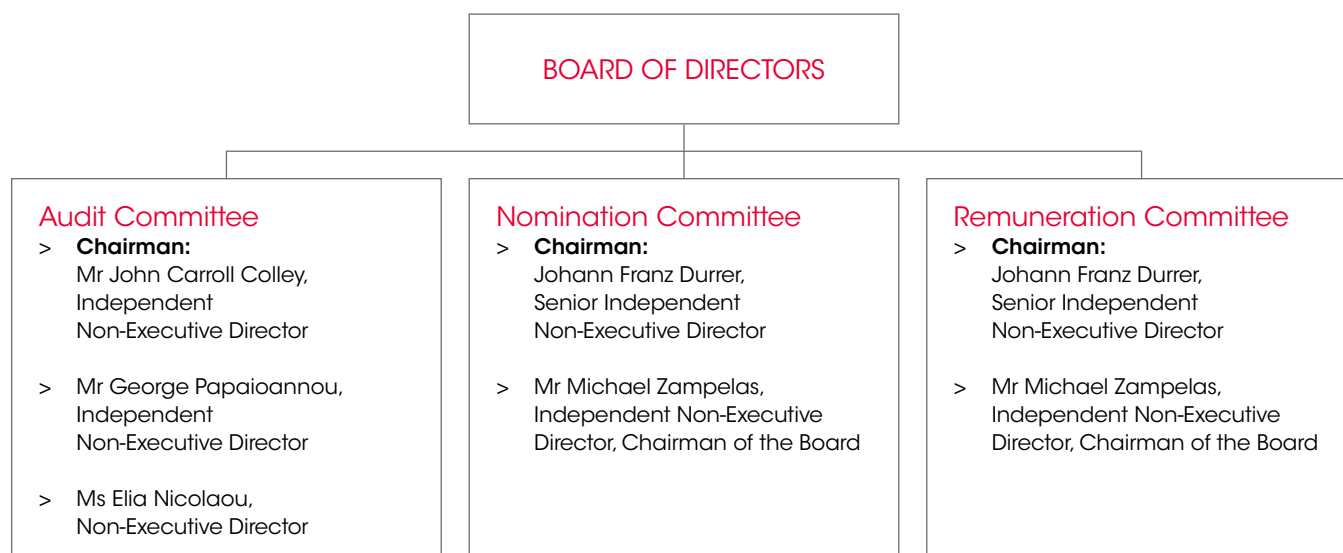 BOARD OF DIRECTORS
Audit Committee
> Chairman:
Mr John Carroll Colley,
Independent
Non-Executive Director
> Mr George Papaioannou,
Independent
Non-Executive Director
> Ms Elia Nicolaou,
Non-Executive Director
Nomination Committee
> Chairman:
Johann Franz Durrer,
Senior Independent
Non-Executive Director
> Mr Michael Zampelas,
Independent Non-Executive
Director, Chairman of the Board
Remuneration Committee
> Chairman:
Johann Franz Durrer,
Senior Independent
Non-Executive Director
> Mr Michael Zampelas,
Independent Non-Executive
Director, Chairman of the Board